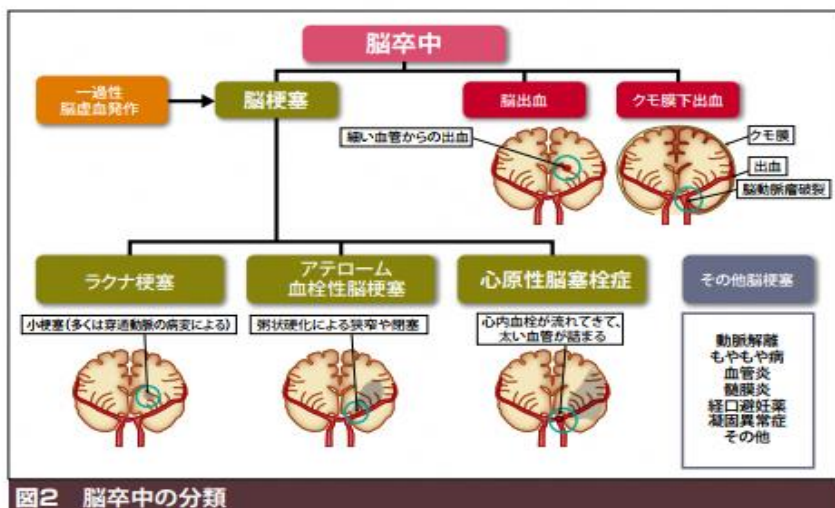 脳卒中
一過性
脳虚血発作
脳梗塞
脳出血
クモ膜下出血
細い血管からの出血
クモ膜
出血
脳動脈瘤破裂
ラクナ梗塞
アテローム
血栓性脳梗塞
心原性脳塞栓症
その他脳梗塞
小梗塞(多くは穿通動脈の病変による)
粥状硬化による狭窄や閉塞
心内血栓が流れてきて、
太い血管が詰まる
動脈解離
もやもや病
血管炎
髄膜炎
経口避妊薬
凝固異常症
その他
図2 脳卒中の分類